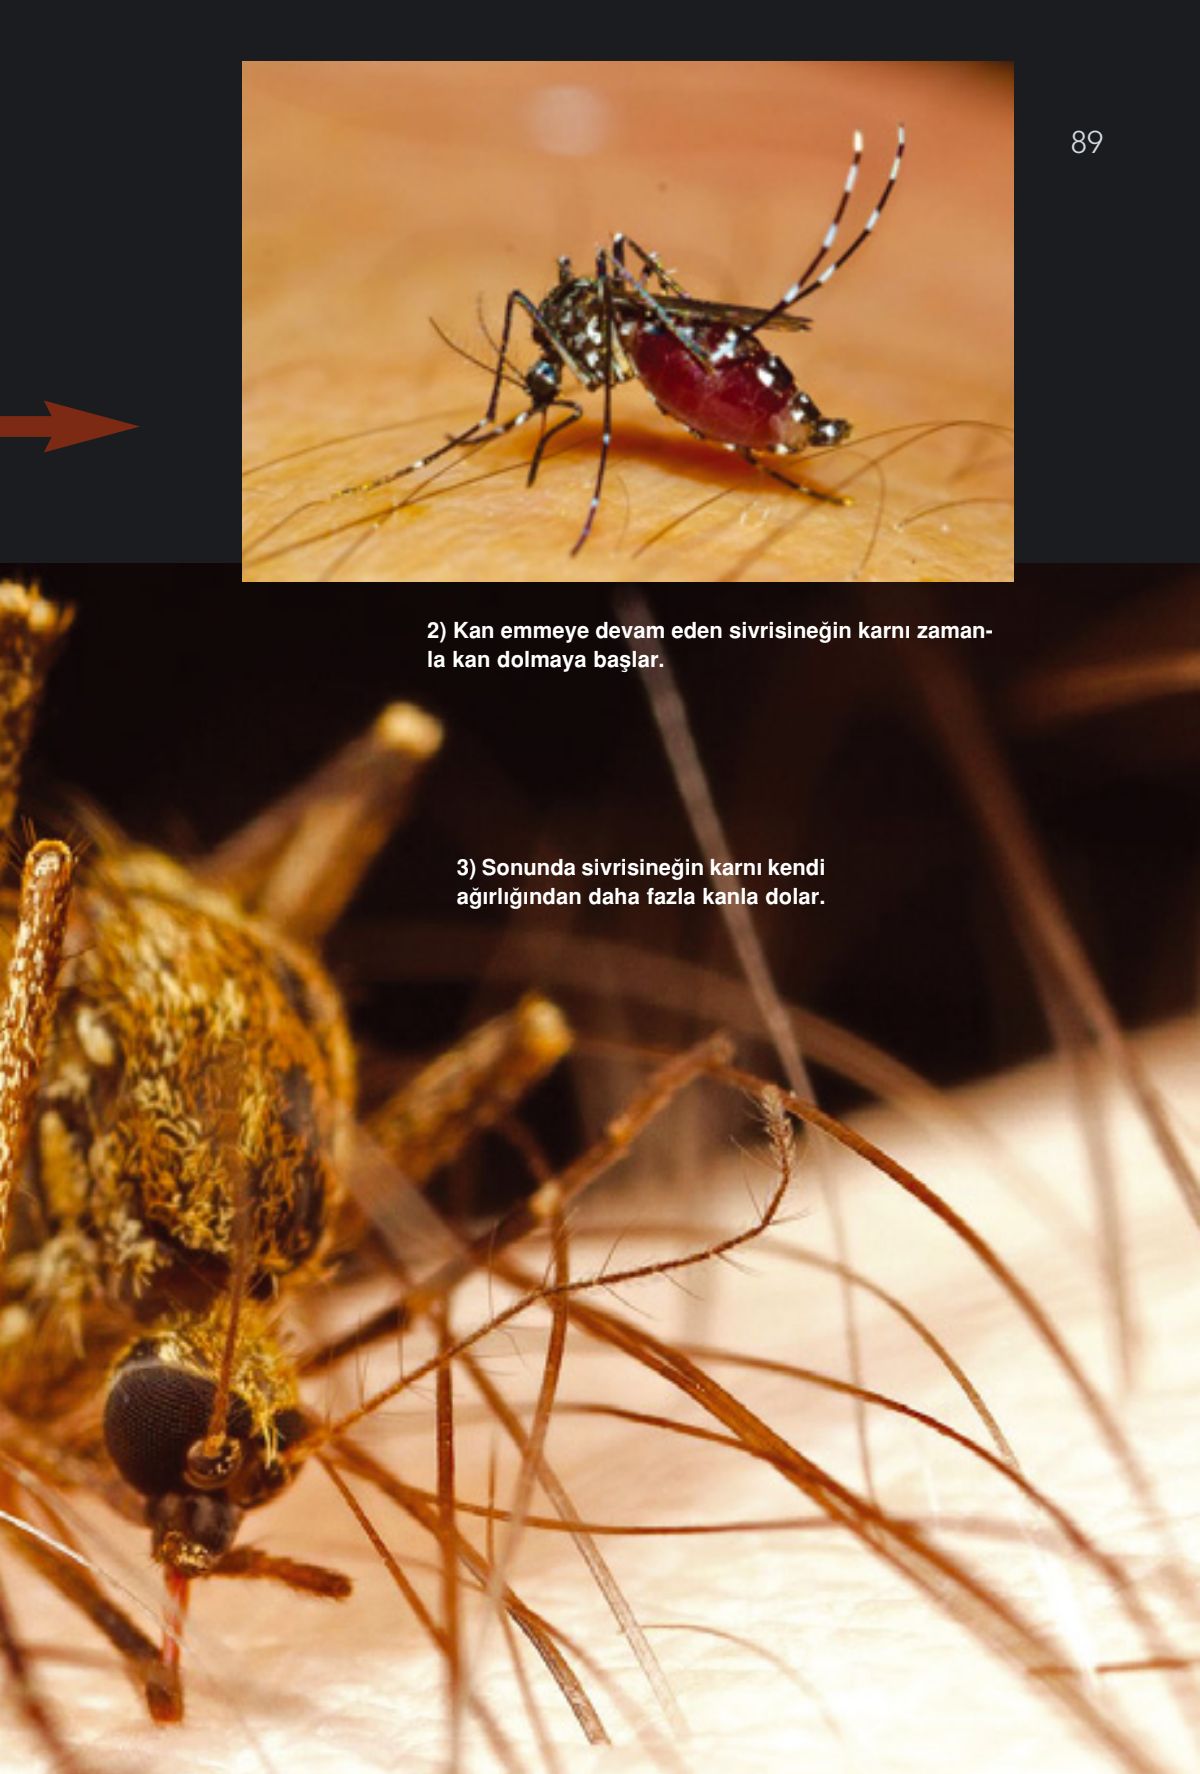 89
2) Kan emmeye devam eden sivrisineğin karnı zaman-
la kan dolmaya başlar.
3) Sonunda sivrisineğin karnı kendi
ağırlığından daha fazla kanla dolar.